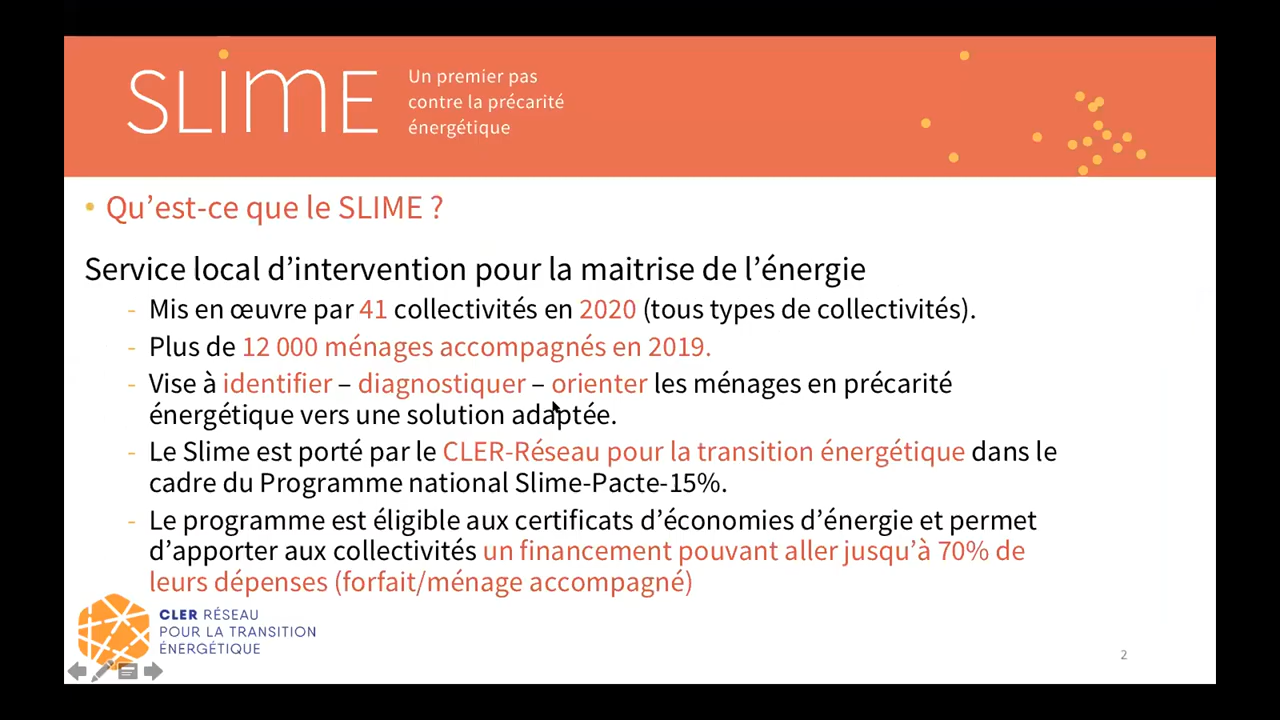 SLiME
Un premier pas
contre la précarité
énergétique
• Qu’est-ce que le SLIME ?
Service local d’intervention pour la maitrise de l’énergie
- Mis en œuvre par 41 collectivités en 2020 (tous types de collectivités).
- Plus de 12 000 ménages accompagnés en 2019.
- Vise à identifier – diagnostiquer – orienter les ménages en précarité
énergétique vers une solution adaptée.
- Le Slime est porté par le CLER-Réseau pour la transition énergétique dans le
cadre du Programme national Slime-Pacte-15%.
- Le programme est éligible aux certificats d’économies d’énergie et permet
d’apporter aux collectivités un financement pouvant aller jusqu’à 70% de
leurs dépenses (forfait/ménage accompagné)
CLER RÉSEAU
POUR LA TRANSITION
ÉNERGÉTIQUE
2